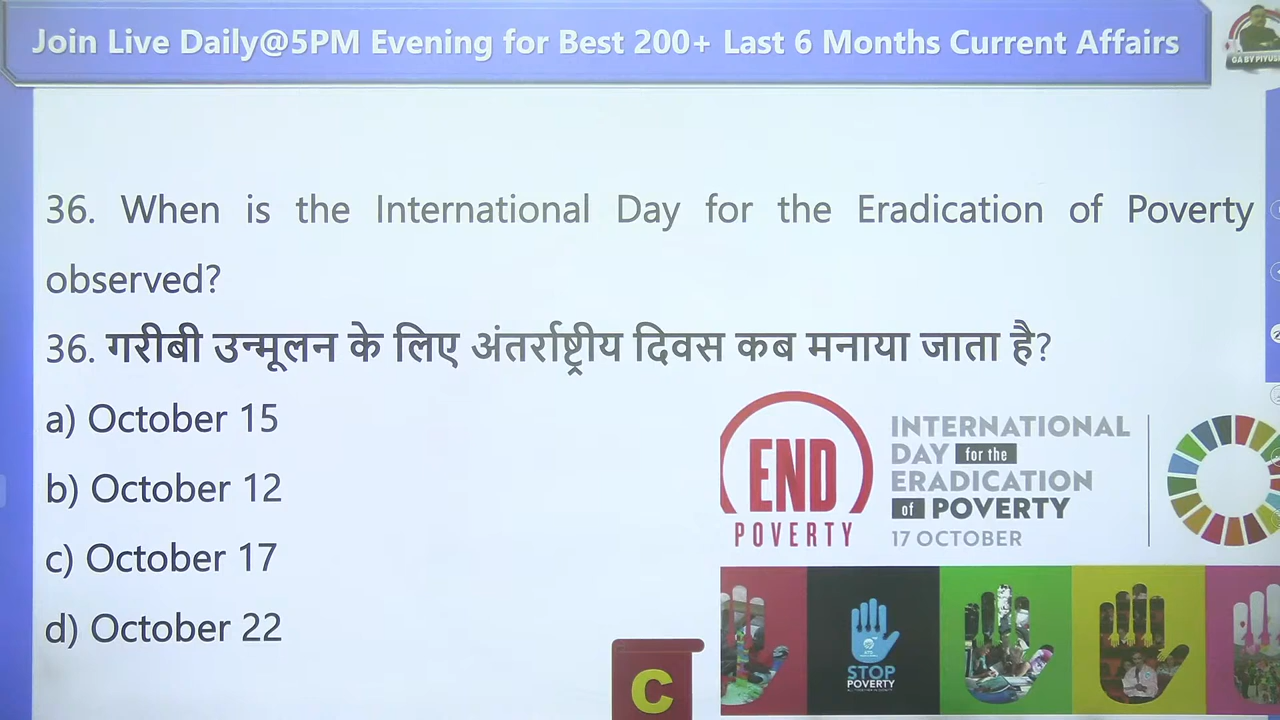 Join Live Daily@5PM Evening for Best 200+ Last 6 Months Current Affairs
36. When is the International Day for the Eradication of Poverty
observed?
36. गरीबी उन्मूलन के लिए अंतर्राष्ट्रीय दिवस कब मनाया जाता है?
a) October 15
b) October 12
c) October 17
d) October 22
END
POVERTY
INTERNATIONAL
DAY for the
ERADICATION
of POVERTY
17 OCTOBER
STOP
POVERTY
C